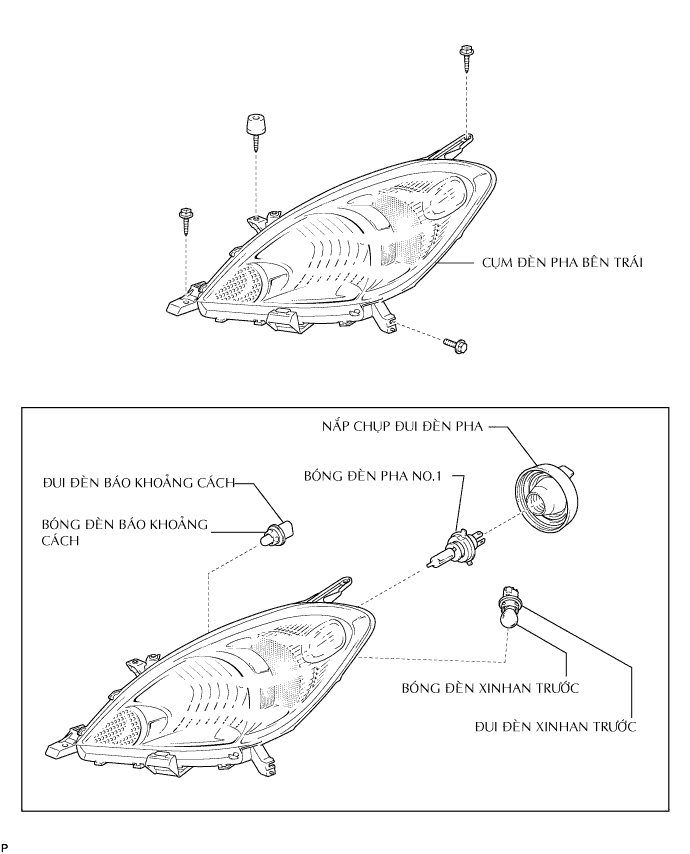 CỤM ĐÈN PHA BÊN TRÁI
NẮP CHỤP ĐUI ĐÈN PHA
BÓNG ĐÈN PHA NO.1
ĐUI ĐÈN BÁO KHOẢNG CÁCH
BÓNG ĐÈN BÁO KHOẢNG
CÁCH
BÓNG ĐÈN XINHAN TRƯỚC
ĐUI ĐÈN XINHAN TRƯỚC
P